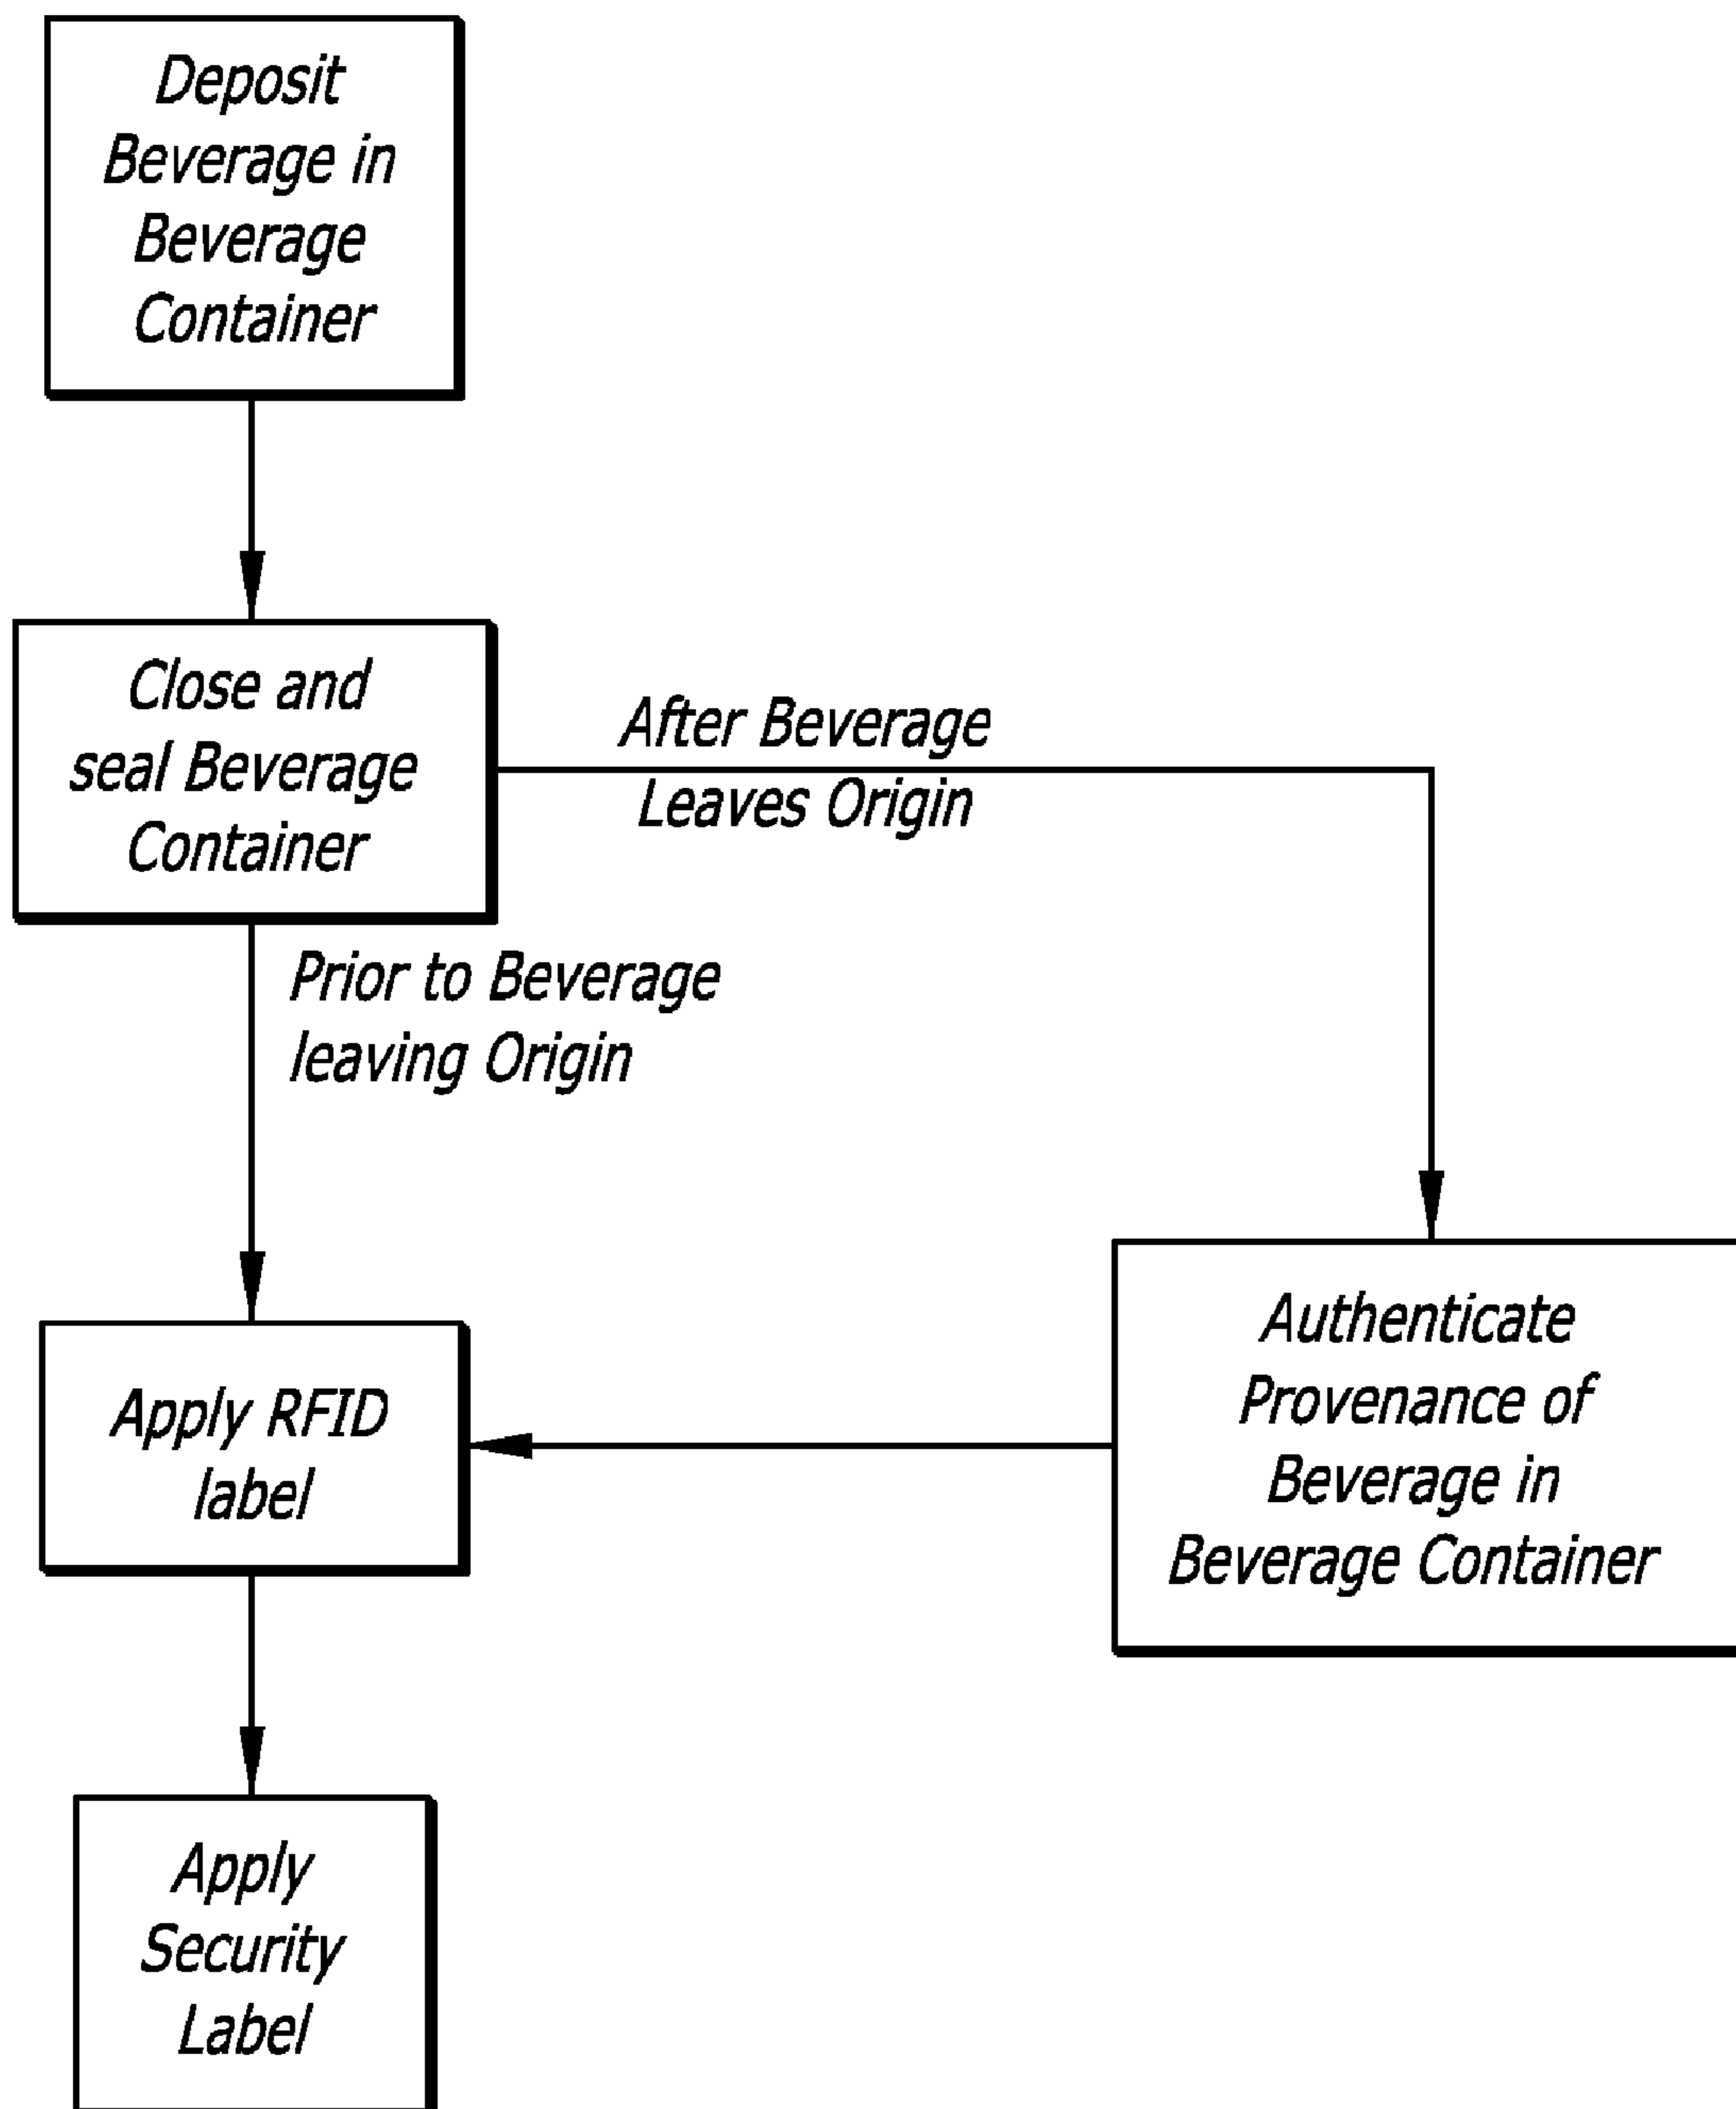 Deposit
Beverage in
Beverage
Container
Close and
seal Beverage
Container
After Beverage
Leaves Origin
Prior to Beverage
leaving Origin
Authenticate
Provenance of
Beverage in
Beverage Container
Apply RFID
label
Apply
Security
Label